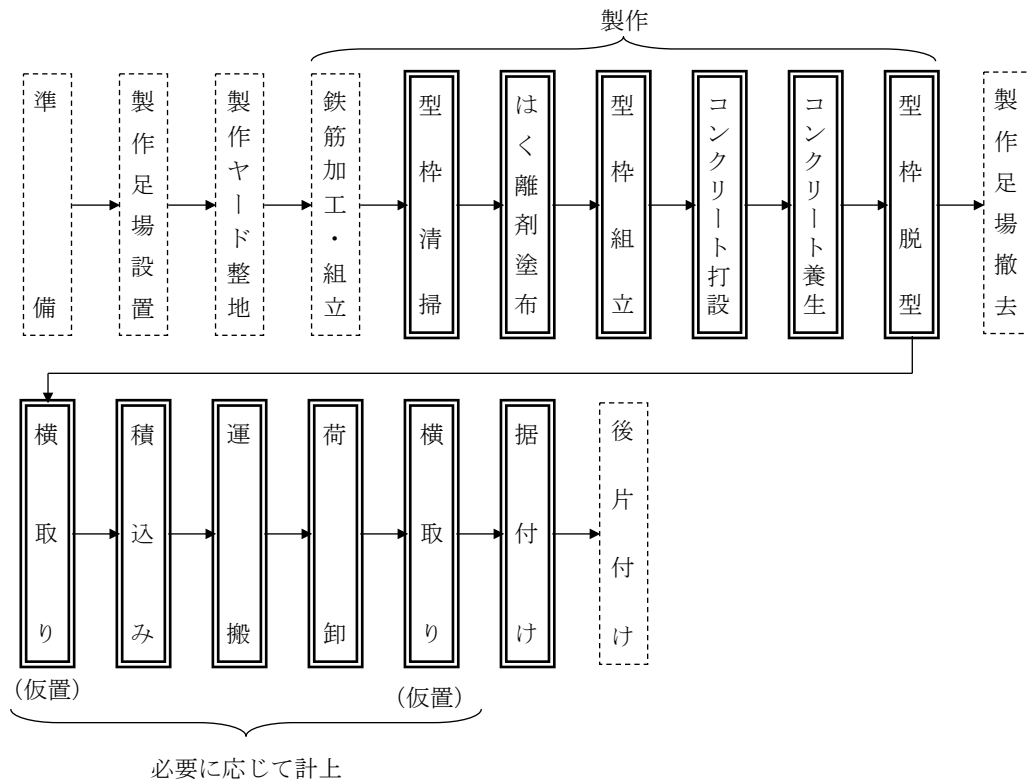 製作
準備
製作足場設置
製作ヤード整地
鉄筋加工・組立
型枠清掃
はく離剤塗布
型枠組立
コンクリート打設
コンクリート養生
型枠脱型
製作足場撤去
横取り
積込み
運搬
荷卸
横取り
据付け
後片付け
（仮置）
（仮置）
必要に応じて計上